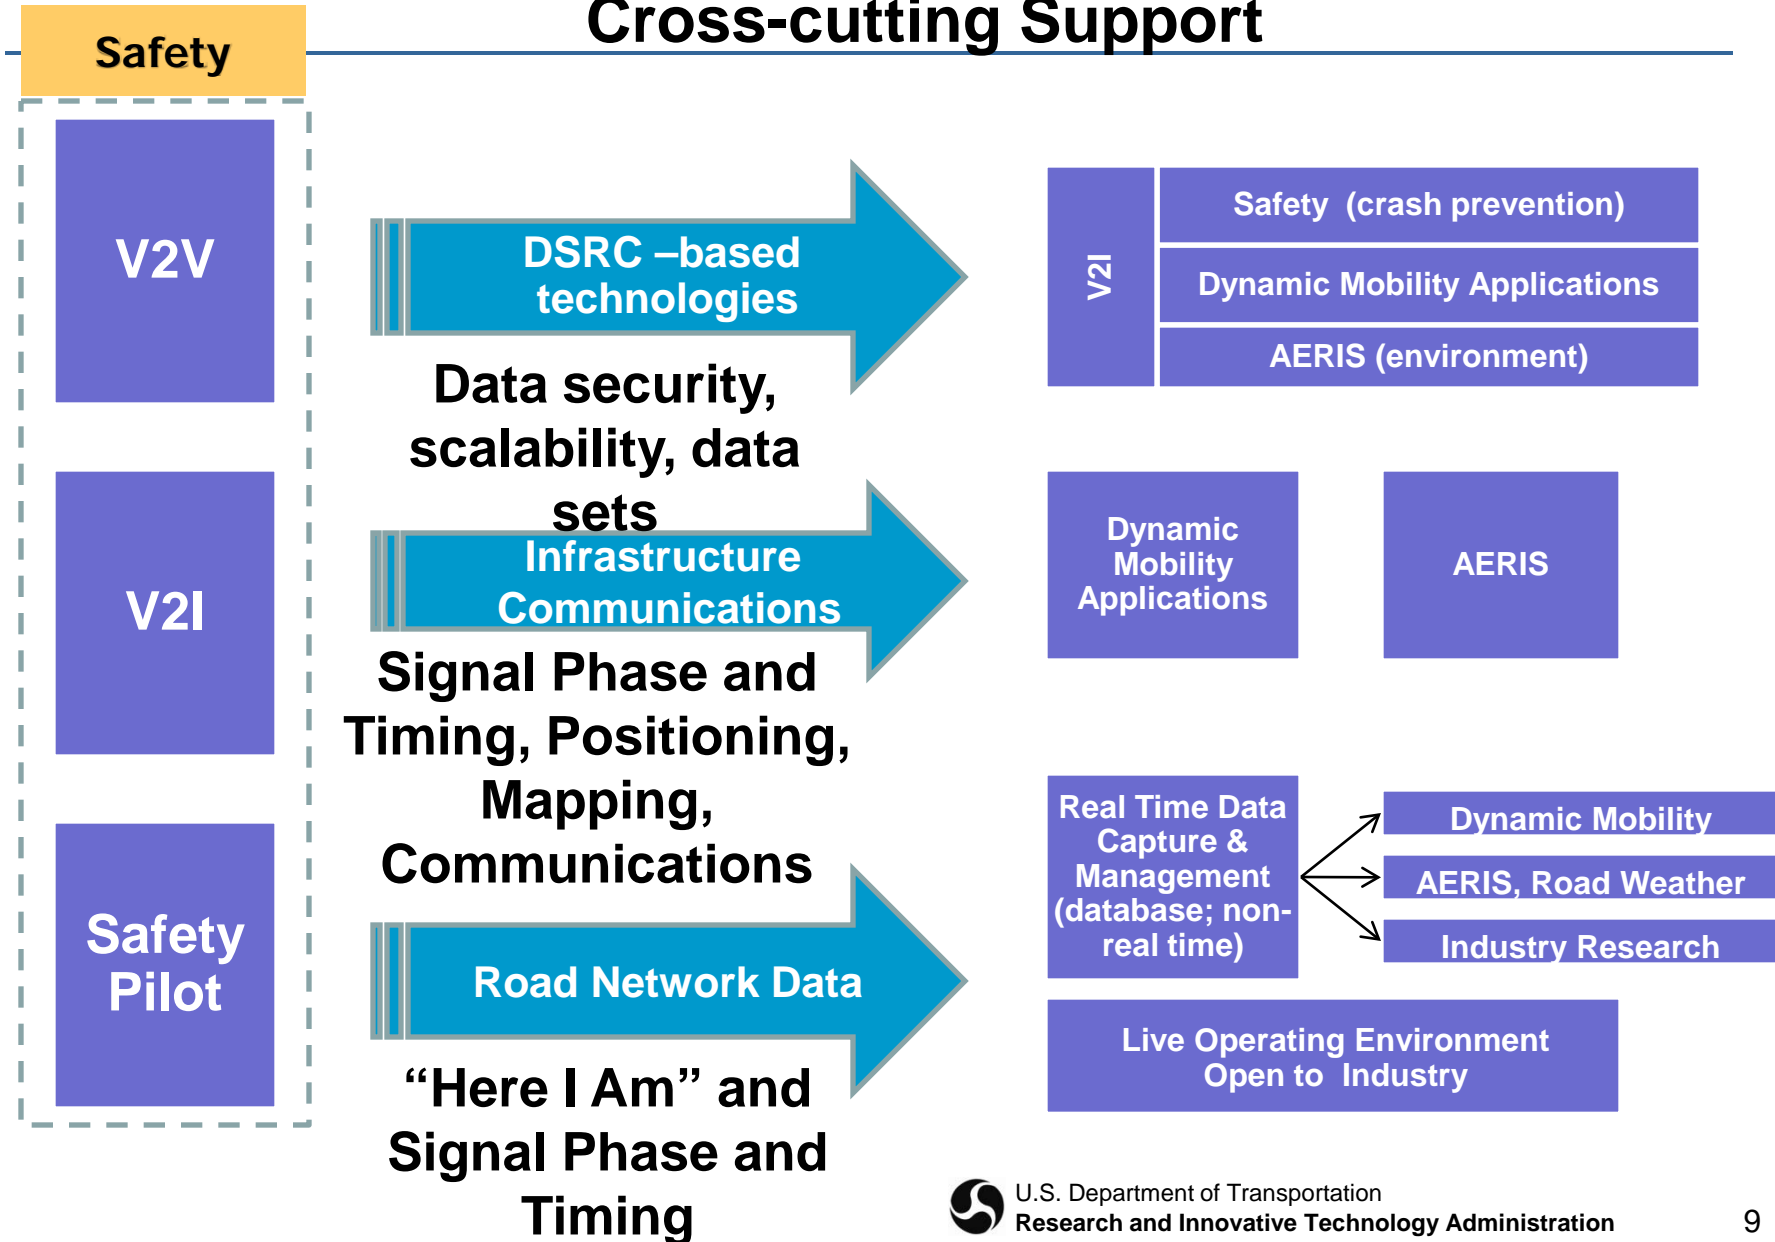 Cross-cutting Support
Safety
V2V
V2I
Safety
Pilot
DSRC –based
technologies
Data security,
scalability, data
sets
Infrastructure
Communications
Signal Phase and
Timing, Positioning,
Mapping,
Communications
Road Network Data
“Here I Am” and
Signal Phase and
Timing
V2I
Safety (crash prevention)
Dynamic Mobility Applications
AERIS (environment)
Dynamic
Mobility
Applications
AERIS
Real Time Data
Capture &
Management
(database; non-
real time)
Dynamic Mobility
AERIS, Road Weather
Industry Research
Live Operating Environment
Open to Industry
U.S. Department of Transportation
Research and Innovative Technology Administration
9